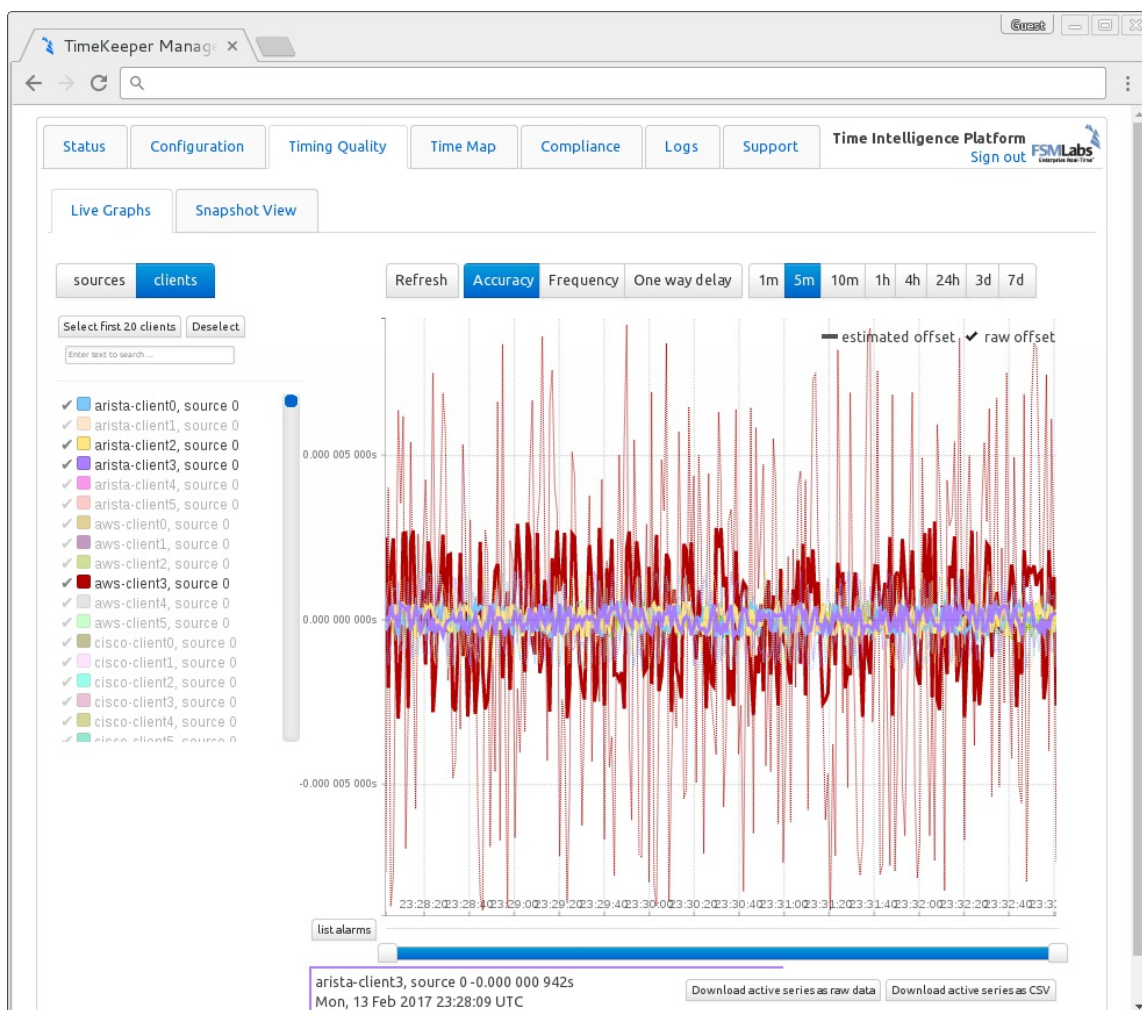 Guest
TimeKeeper Manage
Status Configuration Timing Quality Time Map Compliance Logs Support
Time Intelligence Platform
Sign out
FSMLabs
Enterprise Real-Time
Live Graphs Snapshot View
sources clients
Refresh Accuracy Frequency One way delay 1m 5m 10m 1h 4h 24h 3d 7d
Select first 20 clients Deselect
Enter text to search ...
estimated offset raw offset
arista-client0, source 0
arista-client1, source 0
arista-client2, source 0
arista-client3, source 0
arista-client4, source 0
arista-client5, source 0
aws-client0, source 0
aws-client1, source 0
aws-client2, source 0
aws-client3, source 0
aws-client4, source 0
aws-client5, source 0
cisco-client0, source 0
cisco-client1, source 0
cisco-client2, source 0
cisco-client3, source 0
cisco-client4, source 0
cisco-client5, source 0
0.000 005 000s
0.000 000 000s
-0.000 005 000s
23:28:20 23:28:40 23:29:00 23:29:20 23:29:40 23:30:00 23:30:20 23:30:40 23:31:00 23:31:20 23:31:40 23:32:00 23:32:20 23:32:40
list alarms
arista-client3, source 0 -0.000 000 942s
Mon, 13 Feb 2017 23:28:09 UTC
Download active series as raw data Download active series as CSV